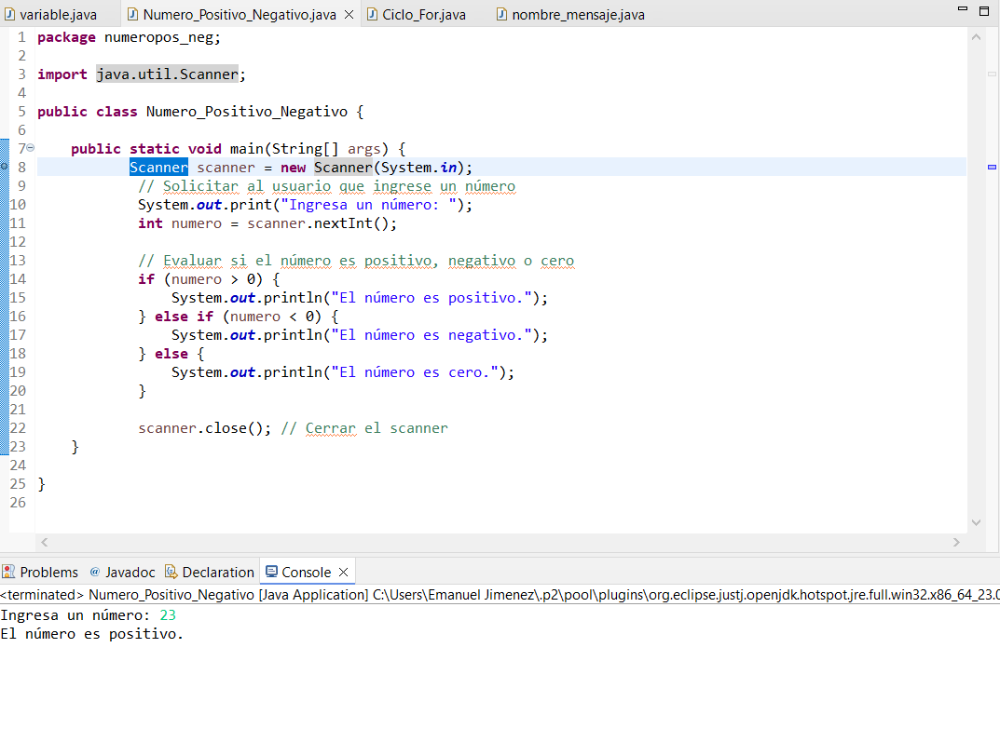 variable.java Numero_Positivo_Negativo.java Ciclo_For.java nombre_mensaje.java
1 package numeropos_neg;
2
3 import java.util.Scanner;
4
5 public class Numero_Positivo_Negativo {
6
7 public static void main(String[] args) {
8 Scanner scanner = new Scanner(System.in);
9 // Solicitar al usuario que ingrese un número
10 System.out.print("Ingresa un número: ");
11 int numero = scanner.nextInt();
12
13 // Evaluar si el número es positivo, negativo o cero
14 if (numero > 0) {
15 System.out.println("El número es positivo.");
16 } else if (numero < 0) {
17 System.out.println("El número es negativo.");
18 } else {
19 System.out.println("El número es cero.");
20 }
21
22 scanner.close(); // Cerrar el scanner
23 }
24
25 }
26
Problems @ Javadoc Declaration Console
<terminated> Numero_Positivo_Negativo [Java Application] C:\Users\Emanuel Jimenez\.p2\pool\plugins\org.eclipse.justj.openjdk.hotspot.jre.full.win32.x86_64_23.0
Ingresa un número: 23
El número es positivo.